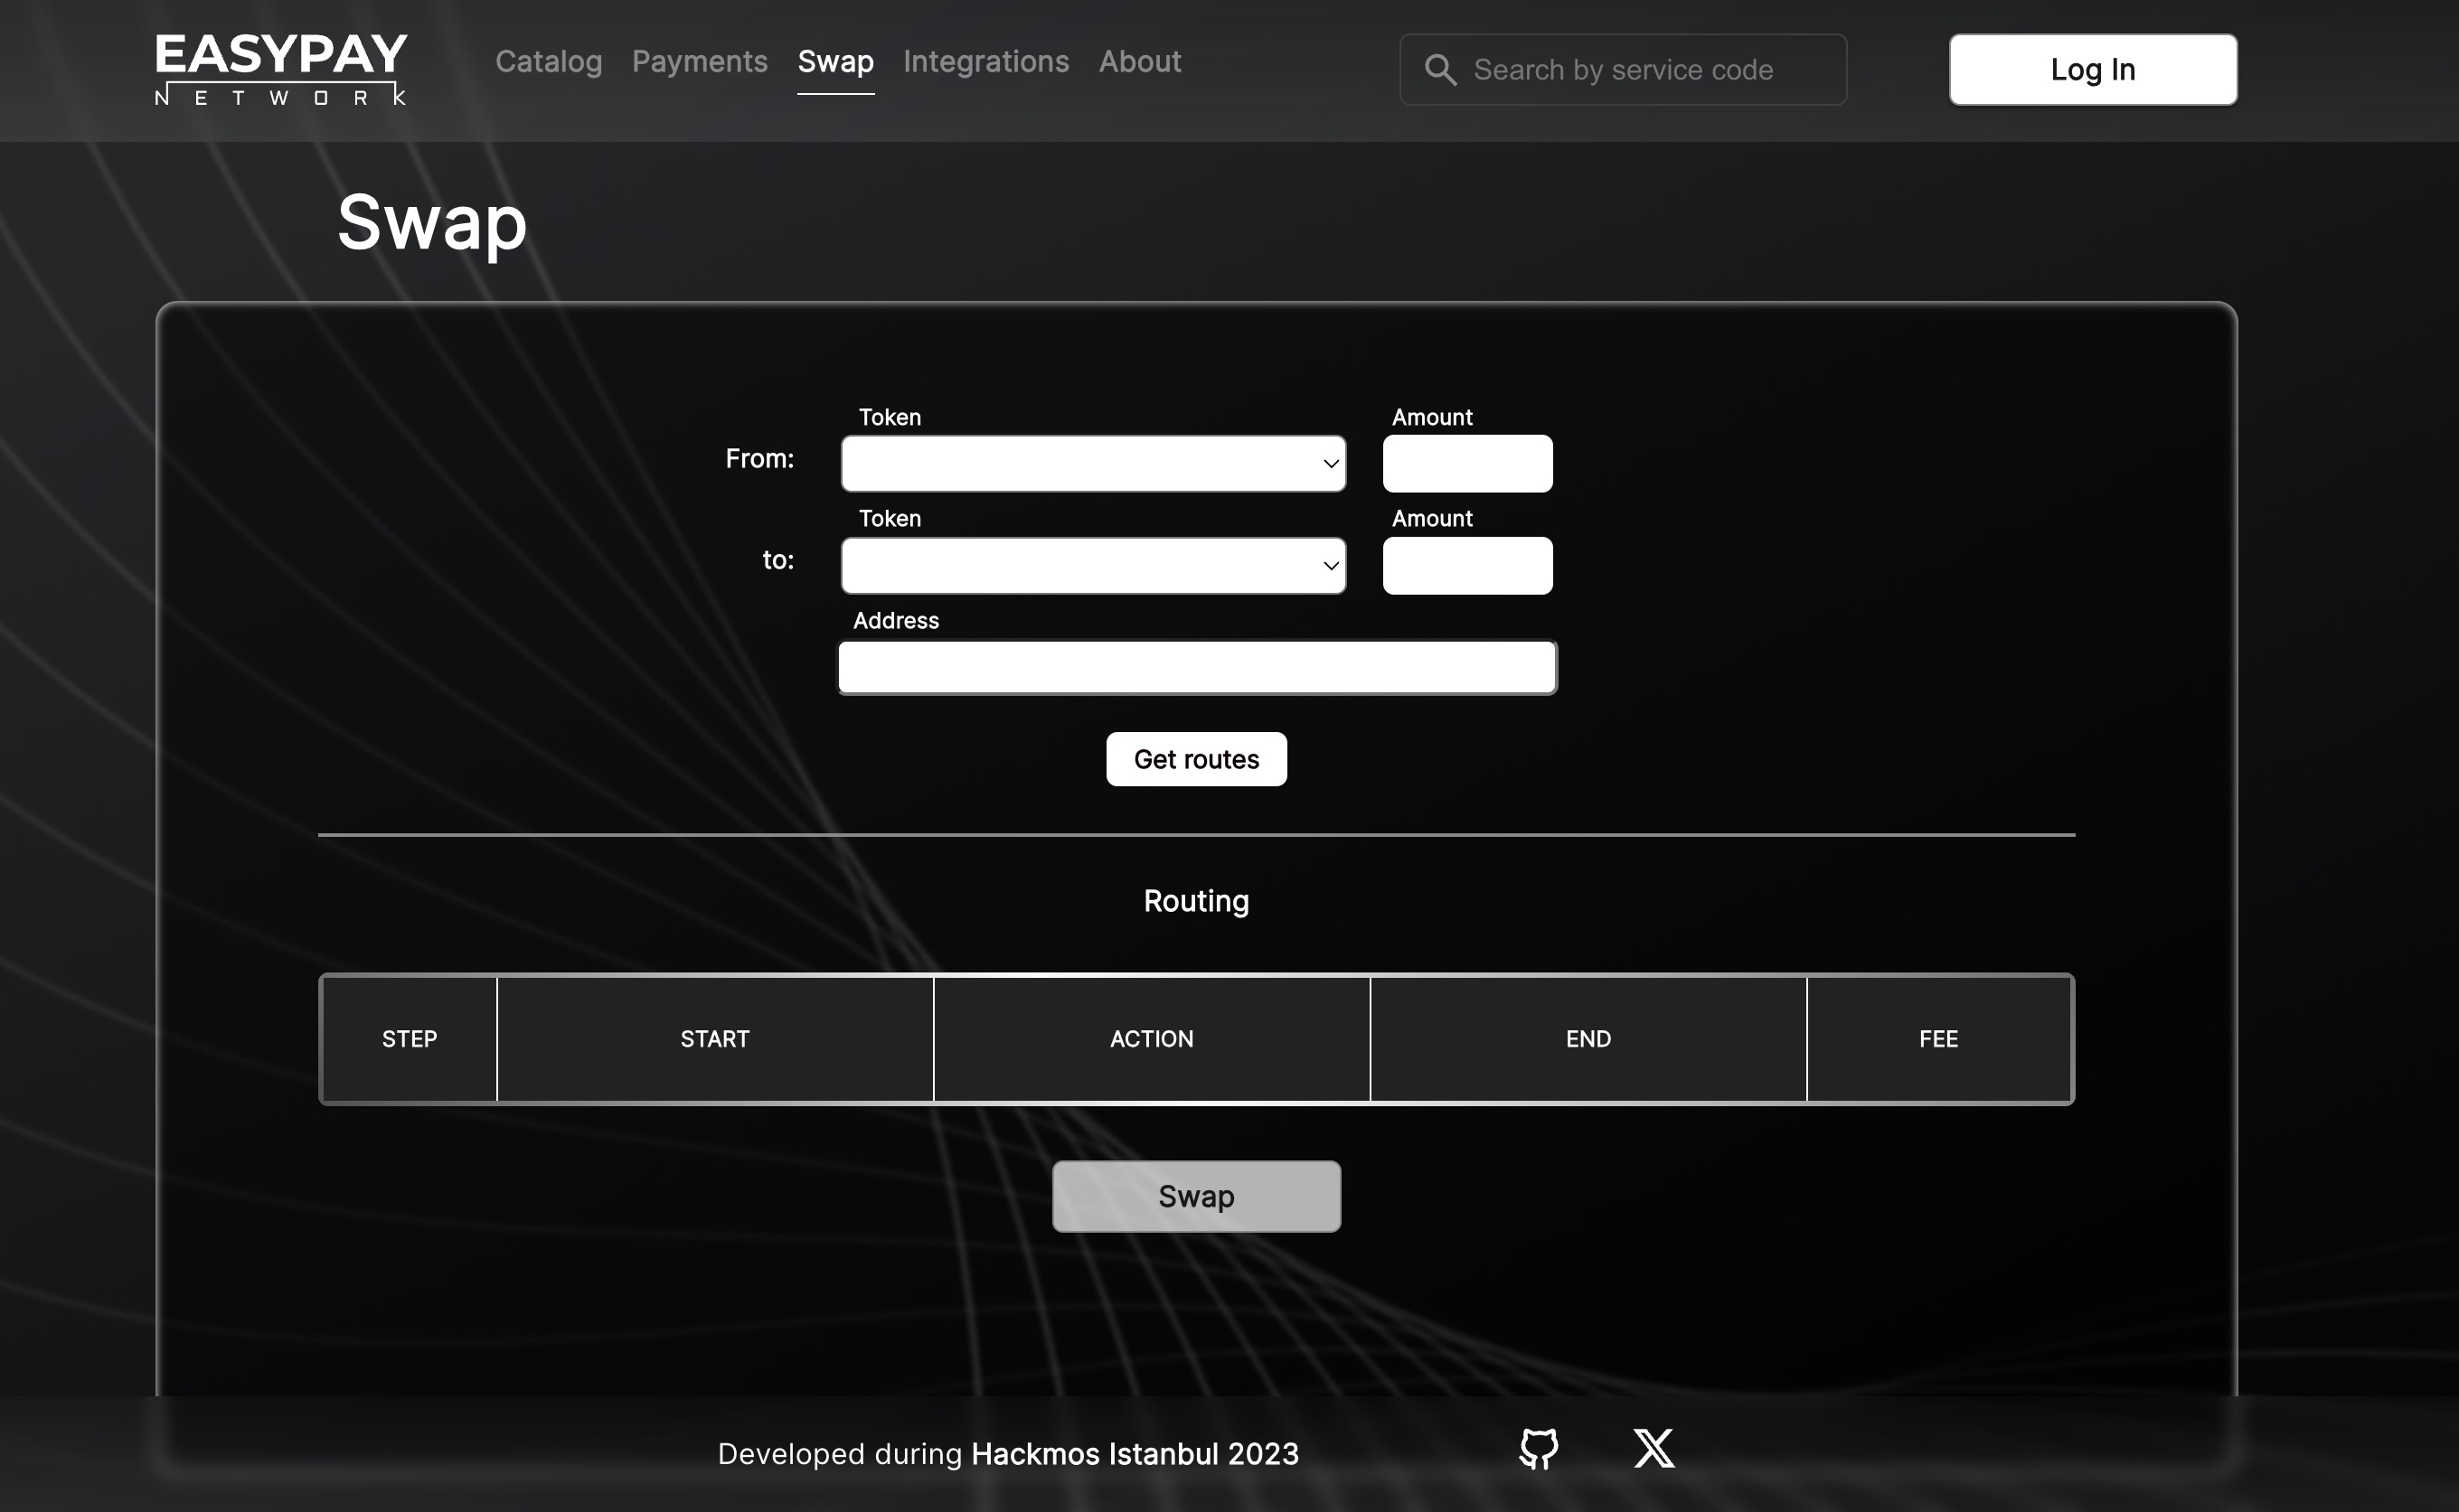 EASYPAY
NETWORK
Catalog Payments Swap Integrations About
Search by service code
Log In
Swap
Token Amount
From:
Token Amount
to:
Address
Get routes
Routing
STEP START ACTION END FEE
Swap
Developed during Hackmos Istanbul 2023